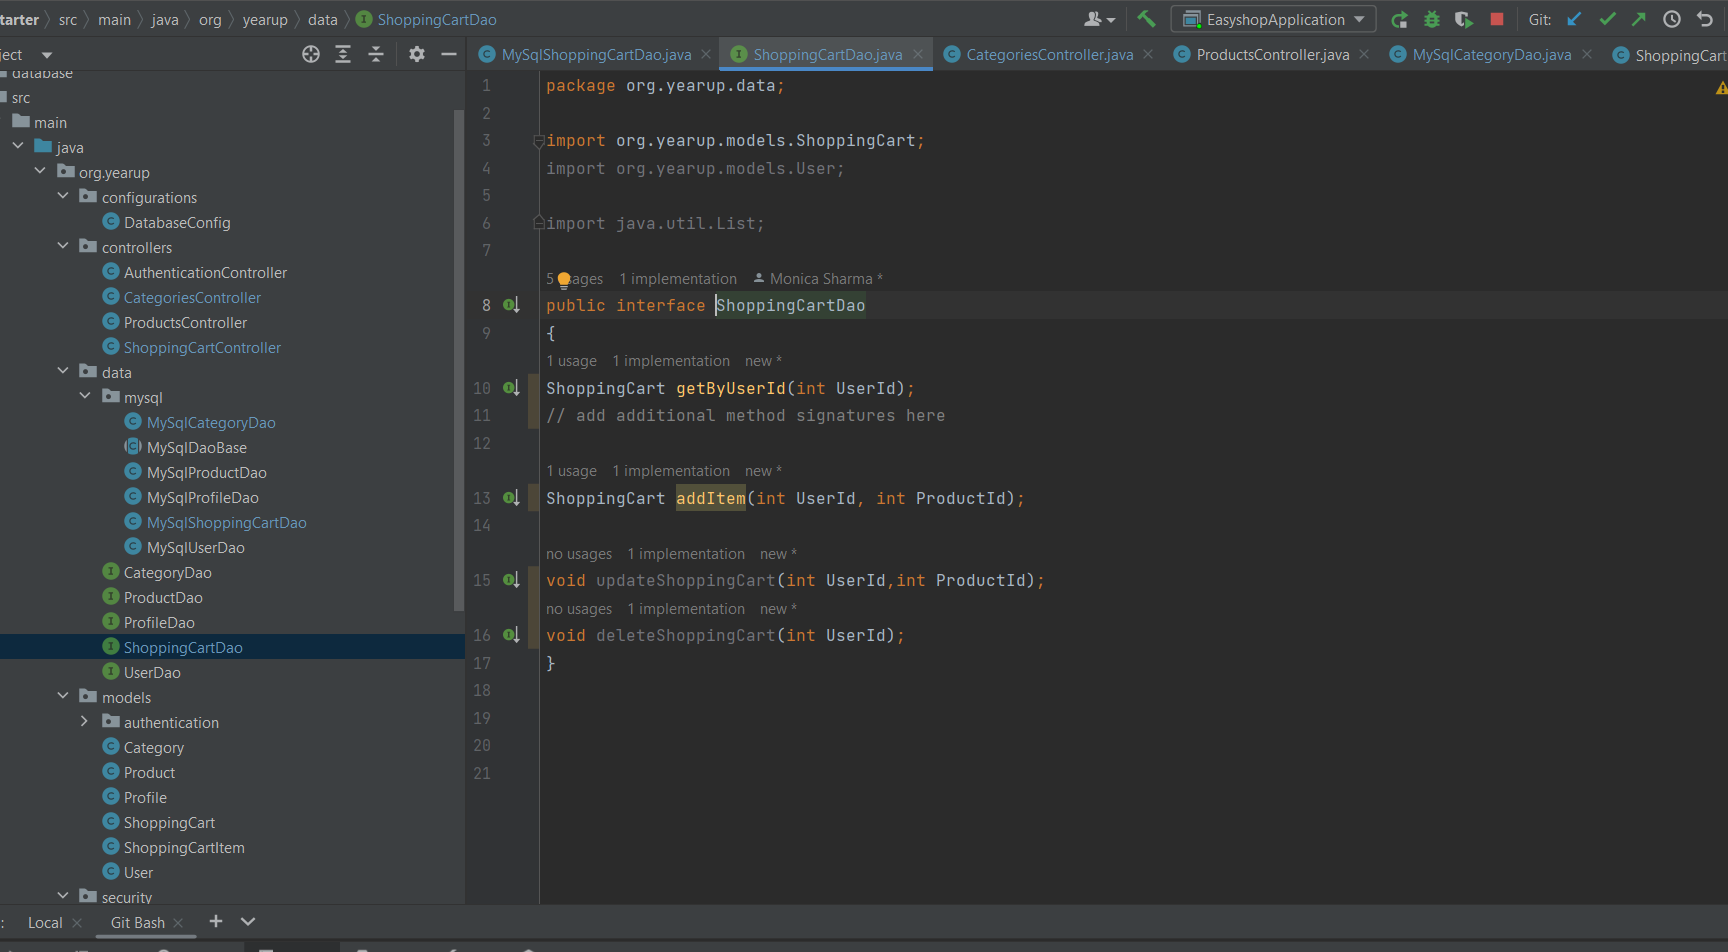 tarter src main java org yearup data ShoppingCartDao EasyshopApplication Git:
ject MySqlShoppingCartDao.java ShoppingCartDao.java CategoriesController.java ProductsController.java MySqlCategoryDao.java ShoppingCart
database
src
main
java
org.yearup
configurations
DatabaseConfig
controllers
AuthenticationController
CategoriesController
ProductsController
ShoppingCartController
data
mysql
MySqlCategoryDao
MySqlDaoBase
MySqlProductDao
MySqlProfileDao
MySqlShoppingCartDao
MySqlUserDao
CategoryDao
ProductDao
ProfileDao
ShoppingCartDao
UserDao
models
authentication
Category
Product
Profile
ShoppingCart
ShoppingCartItem
User
security
1 package org.yearup.data;
2
3 import org.yearup.models.ShoppingCart;
4 import org.yearup.models.User;
5
6 import java.util.List;
7
5 usages 1 implementation Monica Sharma *
8 public interface ShoppingCartDao
9 {
1 usage 1 implementation new *
10 ShoppingCart getByUserId(int UserId);
11 // add additional method signatures here
12
1 usage 1 implementation new *
13 ShoppingCart addItem(int UserId, int ProductId);
14
no usages 1 implementation new *
15 void updateShoppingCart(int UserId,int ProductId);
no usages 1 implementation new *
16 void deleteShoppingCart(int UserId);
17 }
18
19
20
21
: Local Git Bash